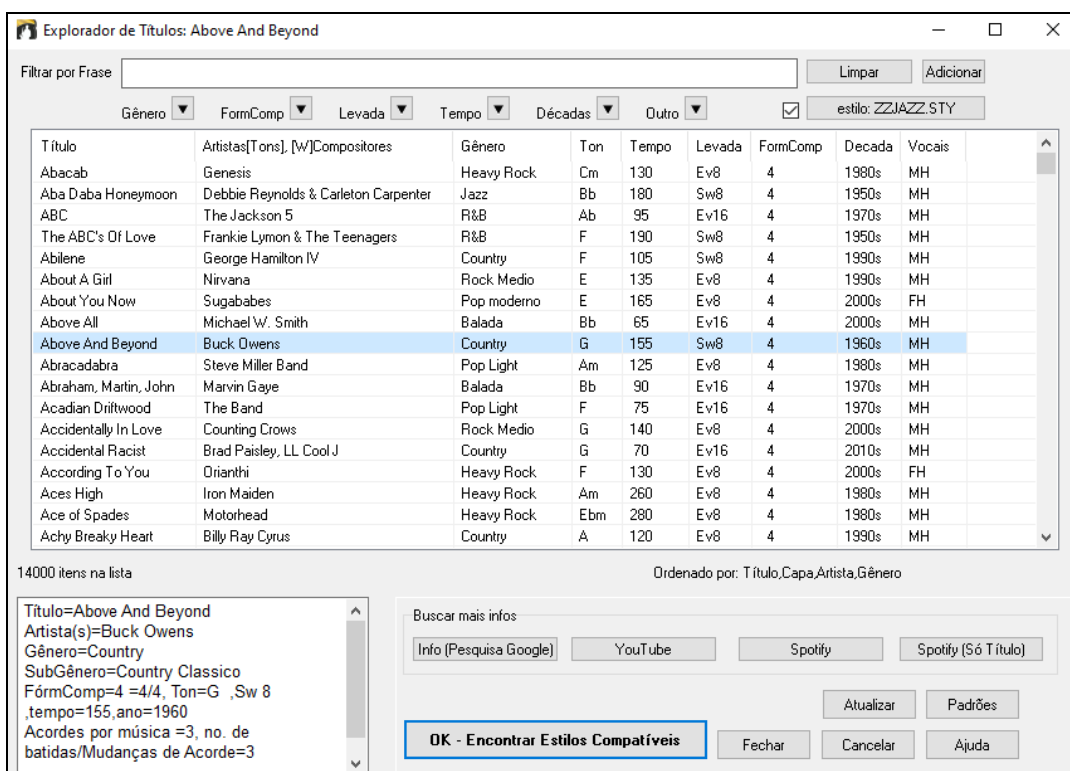 Explorador de Títulos: Above And Beyond
Filtrar por Frase Limpar Adicionar
Gênero FormComp Levada Tempo Décadas Outro estilo: ZZJAZZ.STY
Título Artistas[Tons], [W]Compositores Gênero Ton Tempo Levada FormComp Decada Vocais
Abacab Genesis Heavy Rock Cm 130 Ev8 4 1980s MH
Aba Daba Honeymoon Debbie Reynolds & Carleton Carpenter Jazz Bb 180 Sw8 4 1950s MH
ABC The Jackson 5 R&B Ab 95 Ev16 4 1970s MH
The ABC's Of Love Frankie Lymon & The Teenagers R&B F 190 Sw8 4 1950s MH
Abilene George Hamilton IV Country F 105 Sw8 4 1990s MH
About A Girl Nirvana Rock Medio E 135 Ev8 4 1990s MH
About You Now Sugababes Pop moderno E 165 Ev8 4 2000s FH
Above All Michael W. Smith Balada Bb 65 Ev16 4 2000s MH
Above And Beyond Buck Owens Country G 155 Sw8 4 1960s MH
Abracadabra Steve Miller Band Pop Light Am 125 Ev8 4 1980s MH
Abraham, Martin, John Marvin Gaye Balada Bb 90 Ev16 4 1970s MH
Acadian Driftwood The Band Pop Light F 75 Ev16 4 1970s MH
Accidentally In Love Counting Crows Rock Medio G 140 Ev8 4 2000s MH
Accidental Racist Brad Paisley, LL Cool J Country G 70 Ev16 4 2010s MH
According To You Orianthi Heavy Rock F 130 Ev8 4 2000s FH
Aces High Iron Maiden Heavy Rock Am 260 Ev8 4 1980s MH
Ace of Spades Motorhead Heavy Rock Ebm 280 Ev8 4 1980s MH
Achy Breaky Heart Billy Ray Cyrus Country A 120 Ev8 4 1990s MH
14000 itens na lista Ordenado por: Título,Capa,Artista,Gênero
Título=Above And Beyond
Artista(s)=Buck Owens
Gênero=Country
SubGênero=Country Classico
FórmComp=4 =4/4, Ton=G ,Sw 8
,tempo=155,ano=1960
Acordes por música =3, no. de
batidas/Mudanças de Acorde=3
Buscar mais infos
Info (Pesquisa Google) YouTube Spotify Spotify (Só Título)
Atualizar Padrões
OK - Encontrar Estilos Compatíveis Fechar Cancelar Ajuda